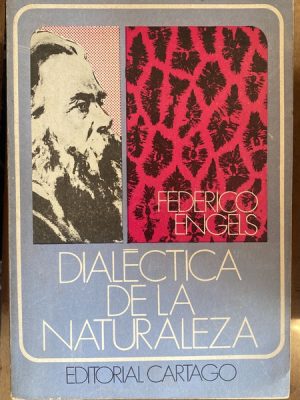 FEDERICO
ENGELS
DIALECTICA
DE LA
NATURALEZA
EDITORIAL CARTAGO